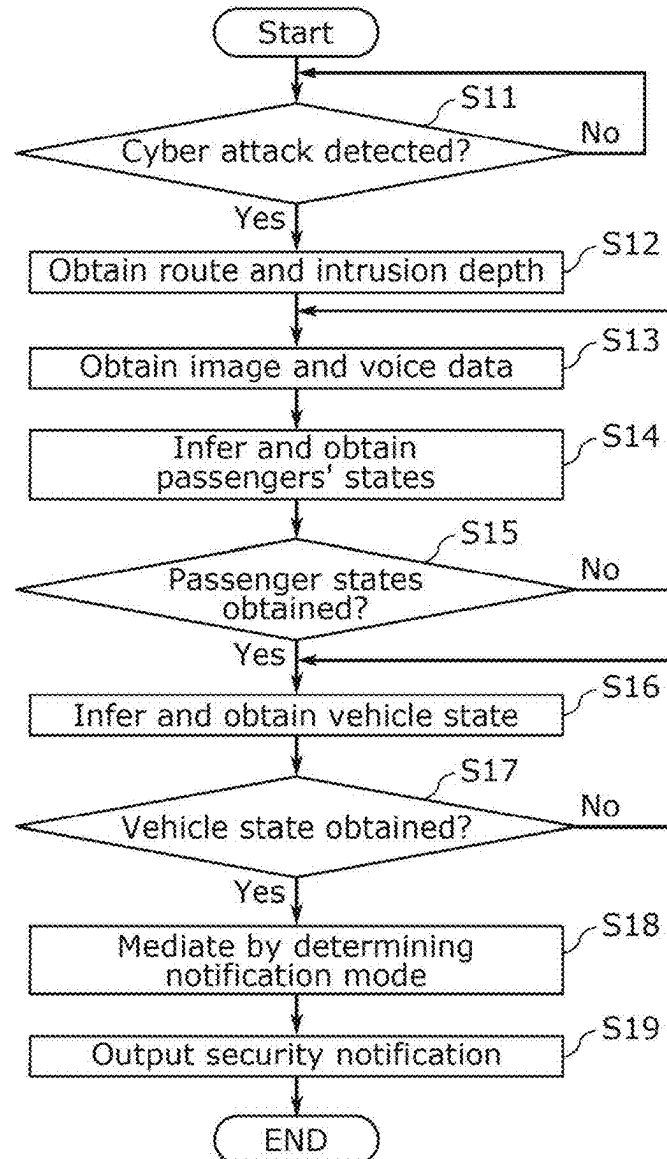 Start
S11
Cyber attack detected?
No
Yes
S12
Obtain route and intrusion depth
S13
Obtain image and voice data
S14
Infer and obtain
passengers' states
S15
Passenger states
obtained?
No
Yes
S16
Infer and obtain vehicle state
S17
Vehicle state obtained?
No
Yes
S18
Mediate by determining
notification mode
S19
Output security notification
END